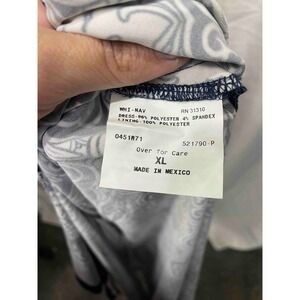 WHI-NAV RN 31310
DRESS-96% POLYESTER 4% SPANDEX
LINING-100% POLYESTER
0451M71
521790-P
Over for Care
XL
MADE IN MEXICO